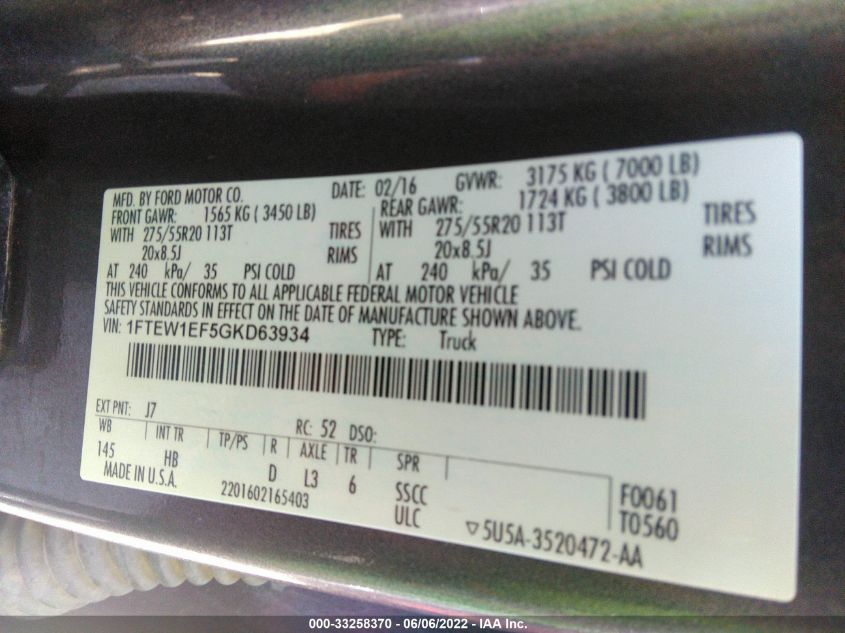 MFD. BY FORD MOTOR CO. DATE: 02/16 GVWR: 3175 KG ( 7000 LB)
FRONT GAWR: 1565 KG ( 3450 LB) REAR GAWR: 1724 KG ( 3800 LB)
WITH 275/55R20 113T TIRES WITH 275/55R20 113T TIRES
20x8.5J RIMS 20x8.5J RIMS
AT 240 kPa/ 35 PSI COLD AT 240 kPa/ 35 PSI COLD
THIS VEHICLE CONFORMS TO ALL APPLICABLE FEDERAL MOTOR VEHICLE
SAFETY STANDARDS IN EFFECT ON THE DATE OF MANUFACTURE SHOWN ABOVE.
VIN: 1FTEW1EF5GKD63934 TYPE: Truck
EXT PNT: J7 RC: 52 DSO:
WB INT TR TP/PS R AXLE TR SPR
145 HB D L3 6 SSCC F0061
MADE IN U.S.A. 2201602165403 ULC T0560
▽5U5A-3520472-AA
000-33258370 - 06/06/2022 - IAA Inc.